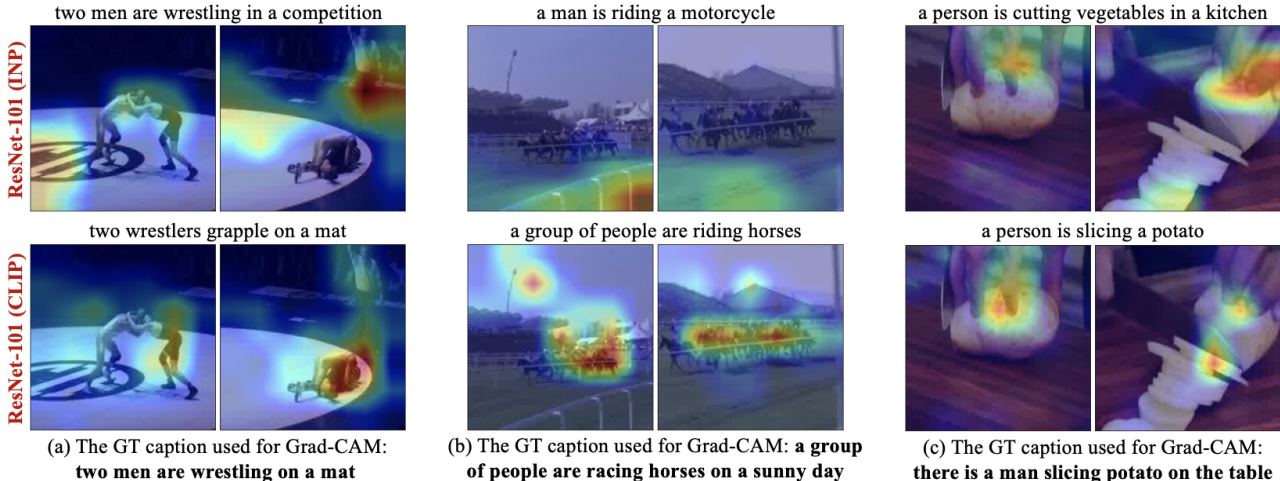 two men are wrestling in a competition
a man is riding a motorcycle
a person is cutting vegetables in a kitchen
ResNet-101 (INP)
two wrestlers grapple on a mat
a group of people are riding horses
a person is slicing a potato
ResNet-101 (CLIP)
(a) The GT caption used for Grad-CAM:
two men are wrestling on a mat
(b) The GT caption used for Grad-CAM: a group
of people are racing horses on a sunny day
(c) The GT caption used for Grad-CAM:
there is a man slicing potato on the table